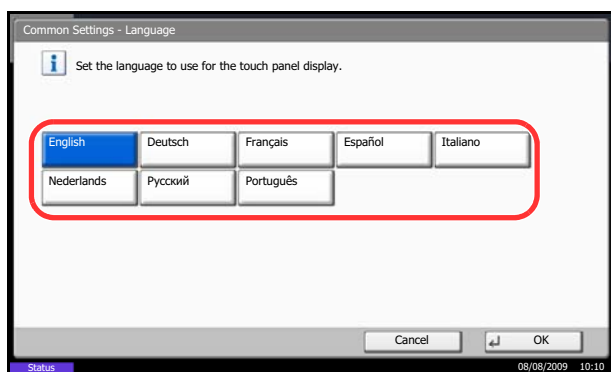 Common Settings - Language
Set the language to use for the touch panel display.
English Deutsch Français Español Italiano
Nederlands Русский Português
Cancel OK
Status 08/08/2009 10:10